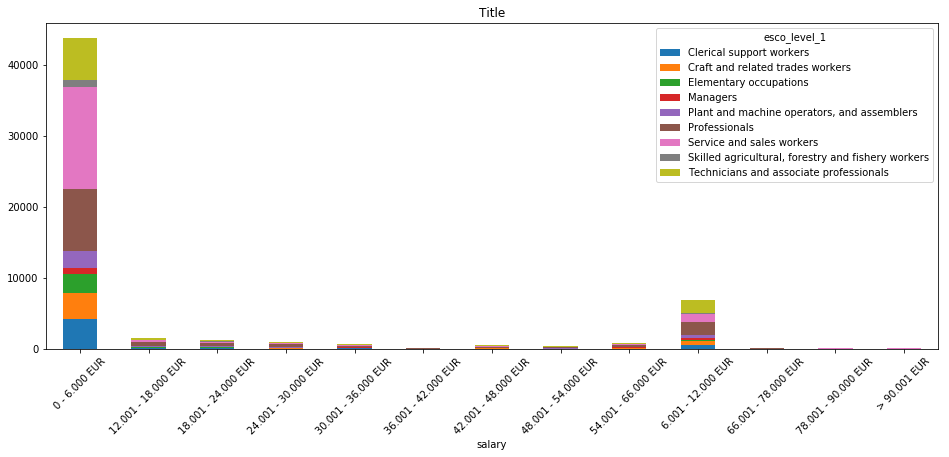 Title
esco_level_1
Clerical support workers
Craft and related trades workers
Elementary occupations
Managers
Plant and machine operators, and assemblers
Professionals
Service and sales workers
Skilled agricultural, forestry and fishery workers
Technicians and associate professionals
40000
30000
20000
10000
0
0 - 6.000 EUR
12.001 - 18.000 EUR
18.001 - 24.000 EUR
24.001 - 30.000 EUR
30.001 - 36.000 EUR
36.001 - 42.000 EUR
42.001 - 48.000 EUR
48.001 - 54.000 EUR
54.001 - 66.000 EUR
6.001 - 12.000 EUR
66.001 - 78.000 EUR
78.001 - 90.000 EUR
> 90.001 EUR
salary